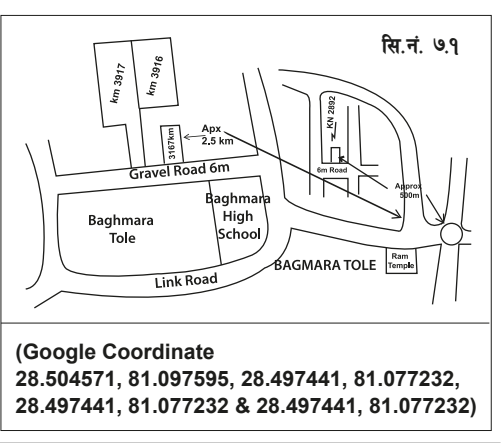 सि.नं. ७.१
km 3917
km 3916
3167km
Apx
2.5 km
KN 2892
6m Road
Approx
500m
Gravel Road 6m
Baghmara
Tole
Baghmara
High
School
Link Road
BAGMARA TOLE
Ram
Temple
(Google Coordinate
28.504571, 81.097595, 28.497441, 81.077232,
28.497441, 81.077232 & 28.497441, 81.077232)